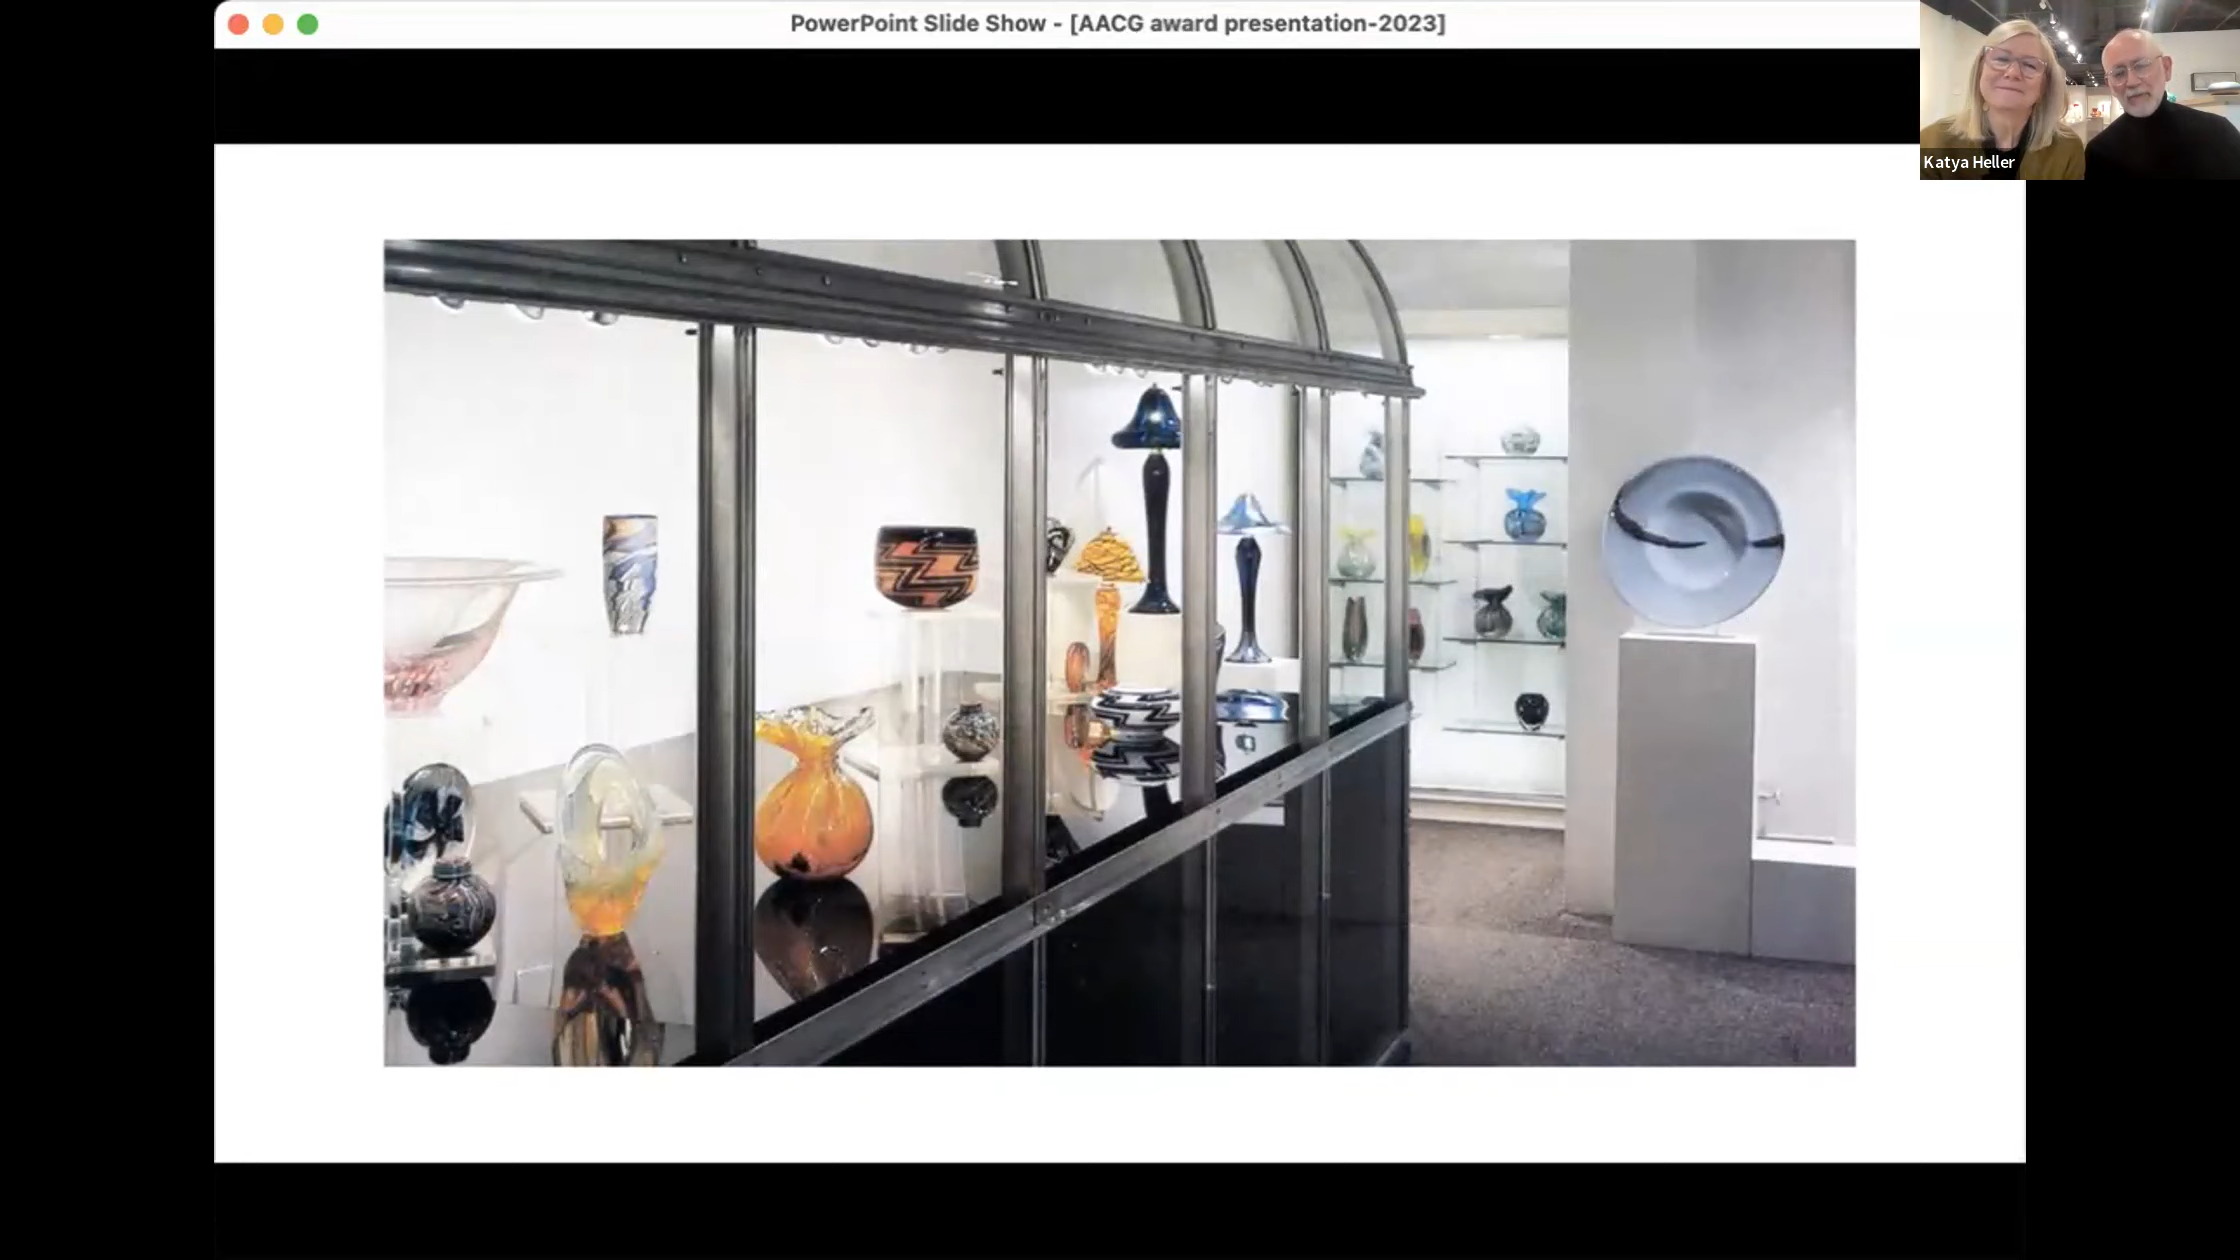 PowerPoint Slide Show - [AACG award presentation-2023]
Katya Heller